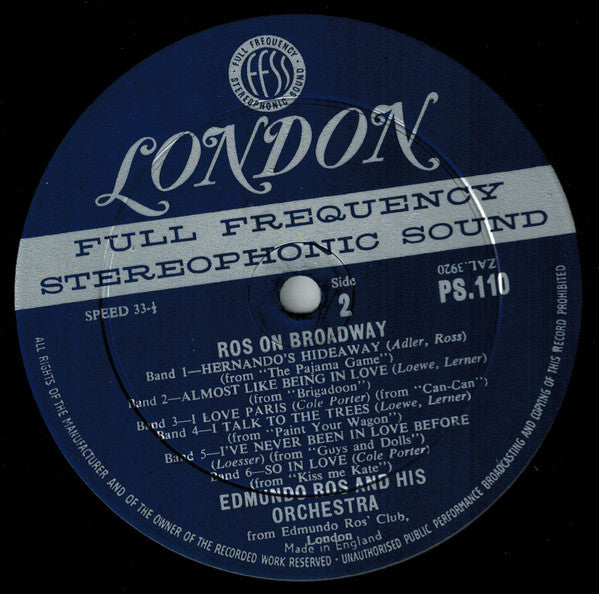 FULL FREQUENCY
FFSS
STEREOPHONIC SOUND
LONDON
FULL FREQUENCY
STEREOPHONIC SOUND
SPEED 33-⅓
Side
2
ZAL.3920
PS.110
ROS ON BROADWAY
Band 1—HERNANDO'S HIDEAWAY (Adler, Ross)
(from "The Pajama Game")
Band 2—ALMOST LIKE BEING IN LOVE (Loewe, Lerner)
(from "Brigadoon")
Band 3—I LOVE PARIS (Cole Porter) (from "Can-Can")
Band 4—I TALK TO THE TREES (Loewe, Lerner)
(from "Paint Your Wagon")
Band 5—I'VE NEVER BEEN IN LOVE BEFORE
(Loesser) (from "Guys and Dolls")
Band 6—SO IN LOVE (Cole Porter)
(from "Kiss me Kate")
EDMUNDO ROS AND HIS
ORCHESTRA
from Edmundo Ros' Club,
London
Made in England
ALL RIGHTS OF THE MANUFACTURER AND OF THE OWNER OF THE RECORDED WORK RESERVED · UNAUTHORISED PUBLIC PERFORMANCE BROADCASTING AND COPYING OF THIS RECORD PROHIBITED